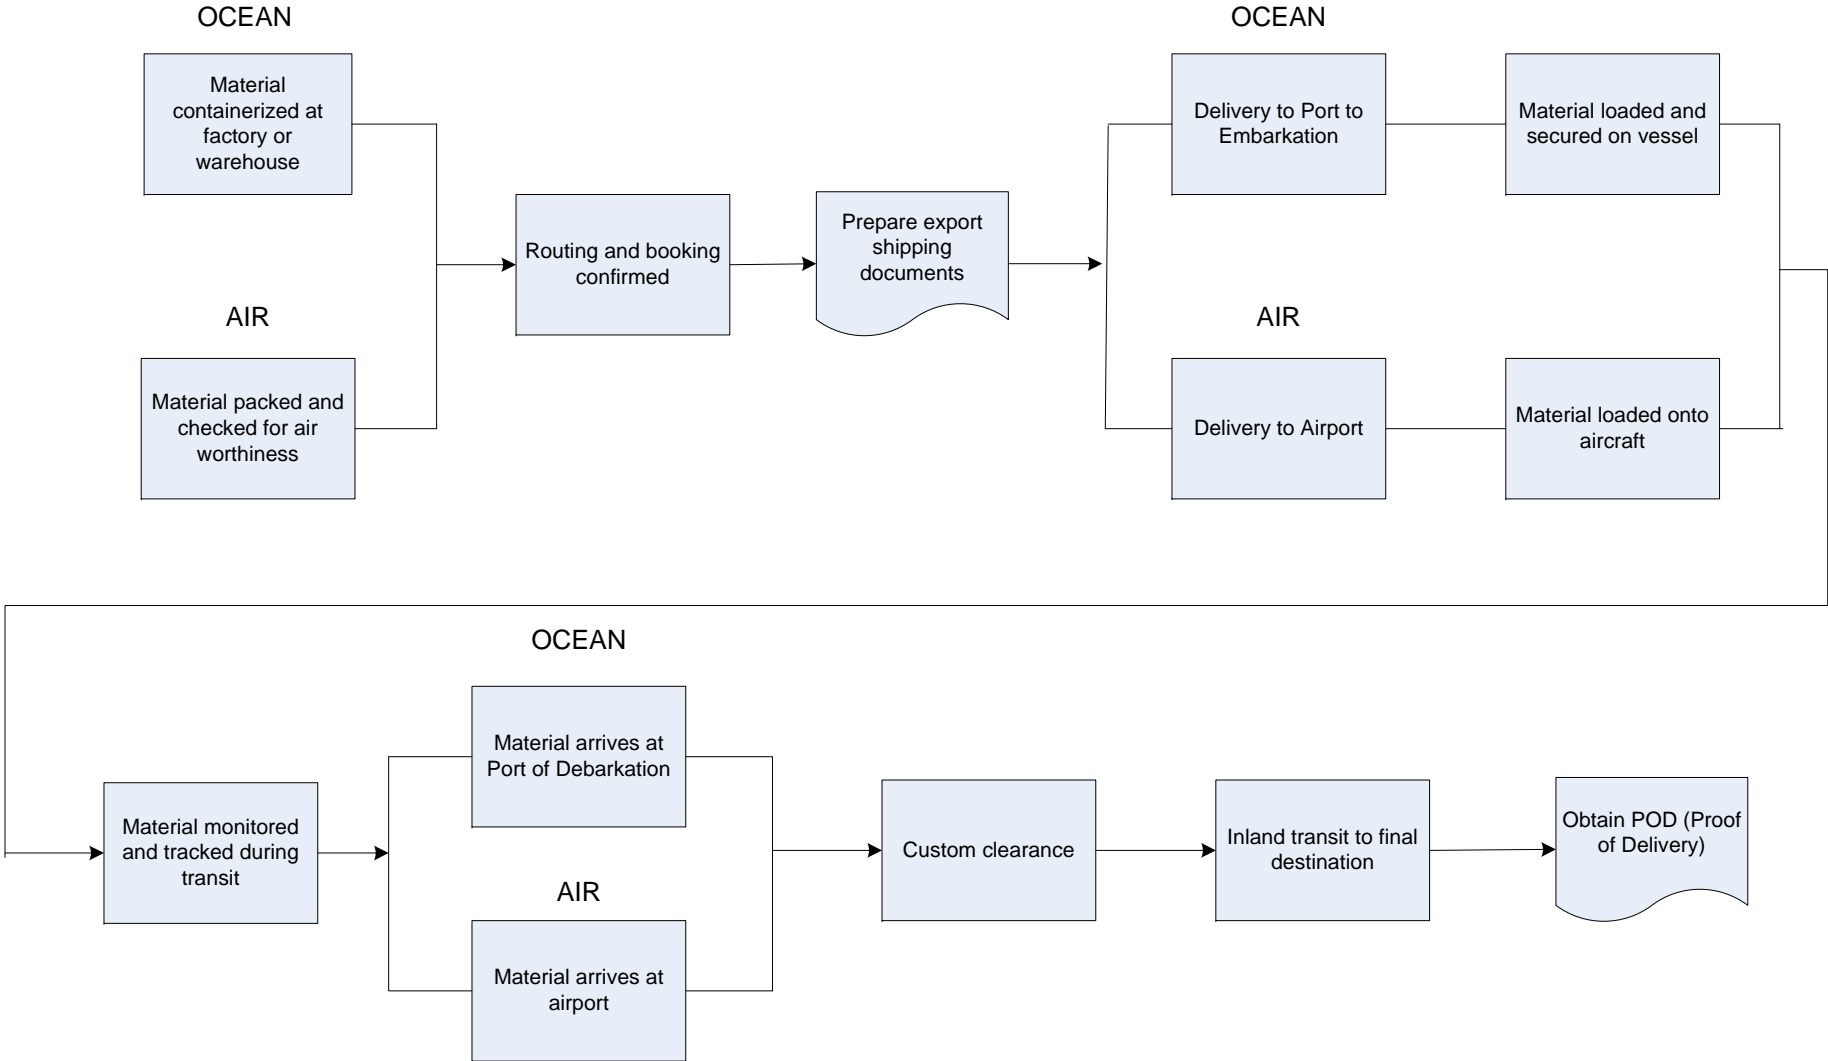 OCEAN
Material
containerized at
factory or
warehouse
AIR
Material packed and
checked for air
worthiness
Routing and booking
confirmed
Prepare export
shipping
documents
OCEAN
Delivery to Port to
Embarkation
Material loaded and
secured on vessel
AIR
Delivery to Airport
Material loaded onto
aircraft
Material monitored
and tracked during
transit
OCEAN
Material arrives at
Port of Debarkation
AIR
Material arrives at
airport
Custom clearance
Inland transit to final
destination
Obtain POD (Proof
of Delivery)